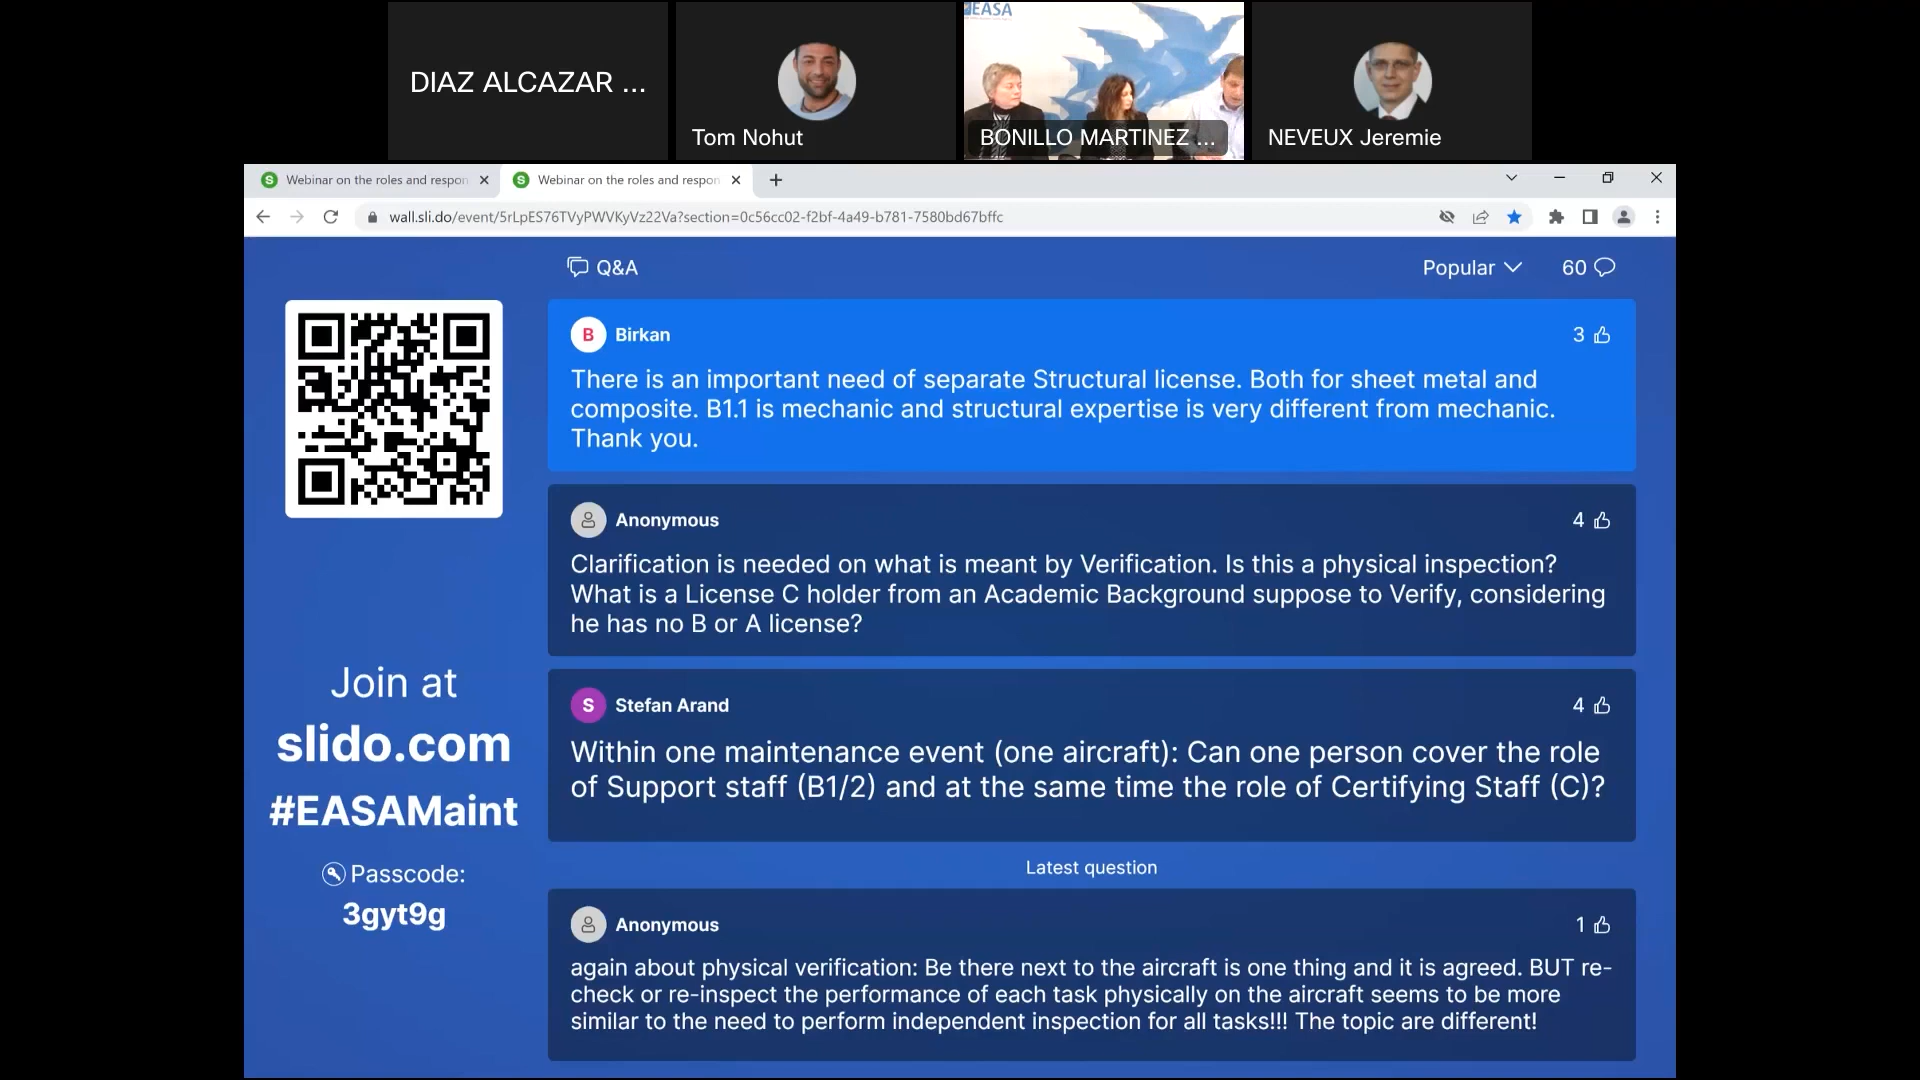 DIAZ ALCAZAR ...
Tom Nohut
EASA
BONILLO MARTINEZ ...
NEVEUX Jeremie
Webinar on the roles and respon
Webinar on the roles and respon
wall.sli.do/event/5rLpES76TVyPWVKyVz22Va?section=0c56cc02-f2bf-4a49-b781-7580bd67bffc
Q&A
Popular
60
B
Birkan
3
There is an important need of separate Structural license. Both for sheet metal and
composite. B1.1 is mechanic and structural expertise is very different from mechanic.
Thank you.
Anonymous
4
Clarification is needed on what is meant by Verification. Is this a physical inspection?
What is a License C holder from an Academic Background suppose to Verify, considering
he has no B or A license?
S
Stefan Arand
4
Within one maintenance event (one aircraft): Can one person cover the role
of Support staff (B1/2) and at the same time the role of Certifying Staff (C)?
Latest question
Anonymous
1
again about physical verification: Be there next to the aircraft is one thing and it is agreed. BUT re-
check or re-inspect the performance of each task physically on the aircraft seems to be more
similar to the need to perform independent inspection for all tasks!!! The topic are different!
Join at
slido.com
#EASAMaint
Passcode:
3gyt9g